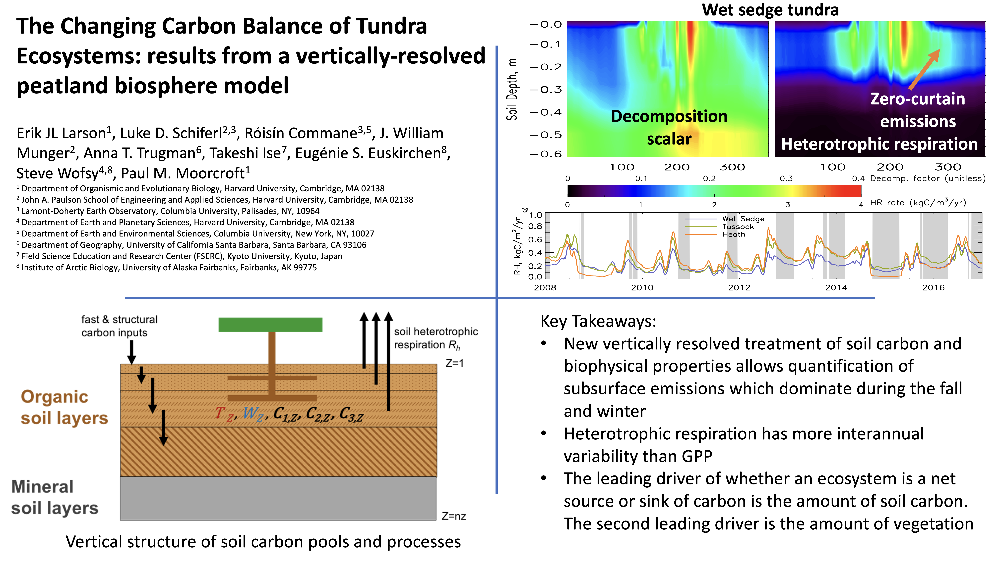 The Changing Carbon Balance of Tundra
Ecosystems: results from a vertically-resolved
peatland biosphere model
Erik JL Larson¹, Luke D. Schiferl²,³, Róisín Commane³,⁵, J. William
Munger², Anna T. Trugman⁶, Takeshi Ise⁷, Eugénie S. Euskirchen⁸,
Steve Wofsy⁴,⁸, Paul M. Moorcroft¹
¹ Department of Organismic and Evolutionary Biology, Harvard University, Cambridge, MA 02138
² John A. Paulson School of Engineering and Applied Sciences, Harvard University, Cambridge, MA 02138
³ Lamont-Doherty Earth Observatory, Columbia University, Palisades, NY, 10964
⁴ Department of Earth and Planetary Sciences, Harvard University, Cambridge, MA 02138
⁵ Department of Earth and Environmental Sciences, Columbia University, New York, NY, 10027
⁶ Department of Geography, University of California Santa Barbara, Santa Barbara, CA 93106
⁷ Field Science Education and Research Center (FSERC), Kyoto University, Kyoto, Japan
⁸ Institute of Arctic Biology, University of Alaska Fairbanks, Fairbanks, AK 99775
Wet sedge tundra
Soil Depth, m
−0.0
−0.1
−0.2
−0.3
−0.4
−0.5
−0.6
Decomposition
scalar
Zero-curtain
emissions
Heterotrophic respiration
100 200 300 100 200 300
0 0.1 0.2 0.3 0.4 Decomp. factor (unitless)
0 1 2 3 4 HR rate (kgC/m³/yr)
RH, kgC/m²/yr
1.0
0.8
0.6
0.4
0.2
0.0
Wet Sedge
Tussock
Heath
2008 2010 2012 2014 2016
fast & structural
carbon inputs
soil heterotrophic
respiration Rₕ
Z=1
Organic
soil layers
T_Z, W_Z, C_1,Z, C_2,Z, C_3,Z
Mineral
soil layers
Z=nz
Vertical structure of soil carbon pools and processes
Key Takeaways:
• New vertically resolved treatment of soil carbon and
biophysical properties allows quantification of
subsurface emissions which dominate during the fall
and winter
• Heterotrophic respiration has more interannual
variability than GPP
• The leading driver of whether an ecosystem is a net
source or sink of carbon is the amount of soil carbon.
The second leading driver is the amount of vegetation